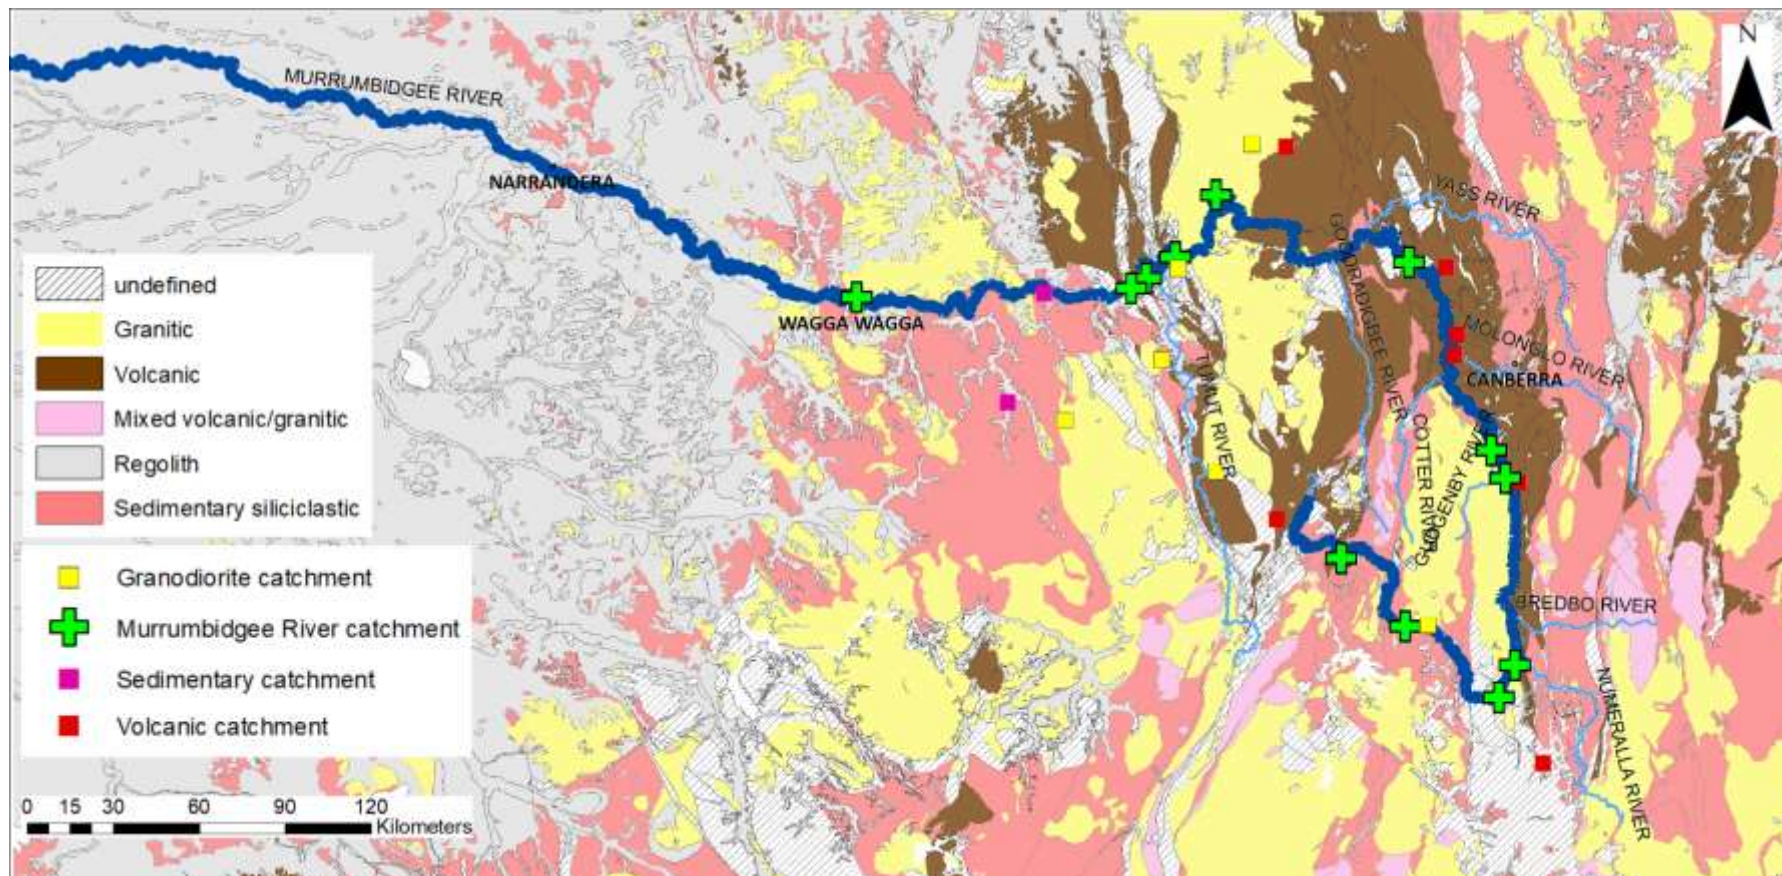 N
MURRUMBIDGEE RIVER
NARRANDERA
YASS RIVER
GOODRADIGBEE RIVER
undefined
Granitic
Volcanic
Mixed volcanic/granitic
Regolith
Sedimentary siliciclastic
WAGGA WAGGA
MOLONGLO RIVER
CANBERRA
TUMUT RIVER
COTTER RIVER
GUDGENBY RIVER
Granodiorite catchment
Murrumbidgee River catchment
Sedimentary catchment
Volcanic catchment
BREDBO RIVER
NUMERALLA RIVER
0 15 30 60 90 120
Kilometers